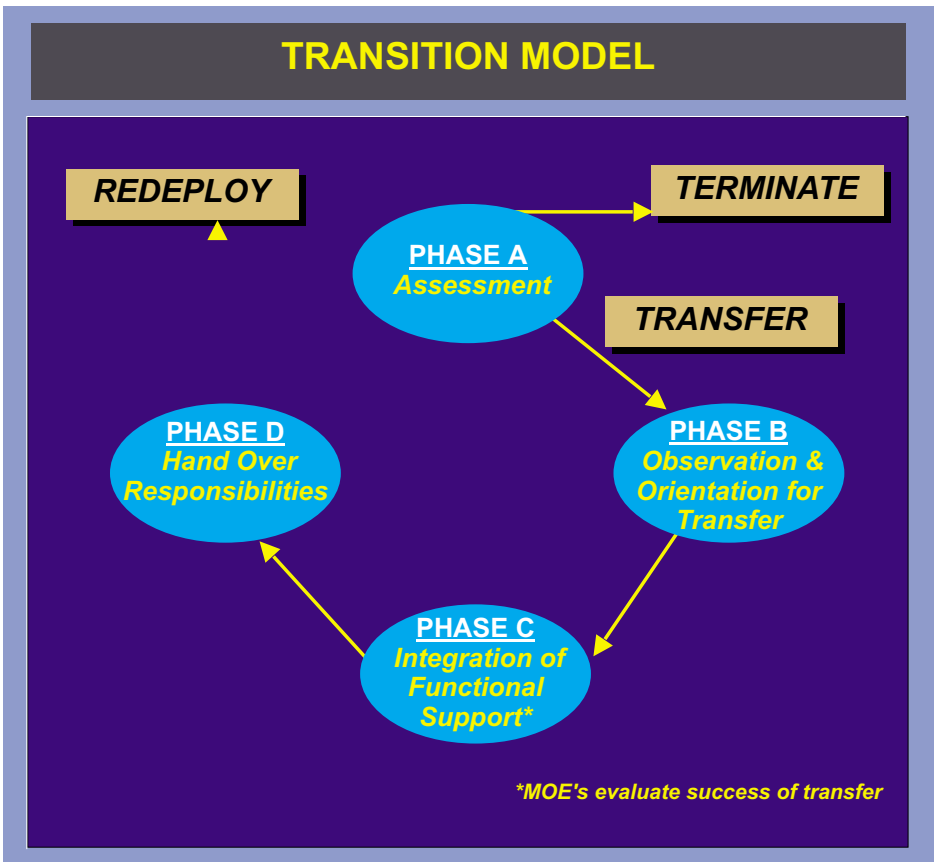 TRANSITION MODEL
REDEPLOY
TERMINATE
PHASE A
Assessment
TRANSFER
PHASE D
Hand Over
Responsibilities
PHASE B
Observation &
Orientation for
Transfer
PHASE C
Integration of
Functional
Support*
*MOE's evaluate success of transfer